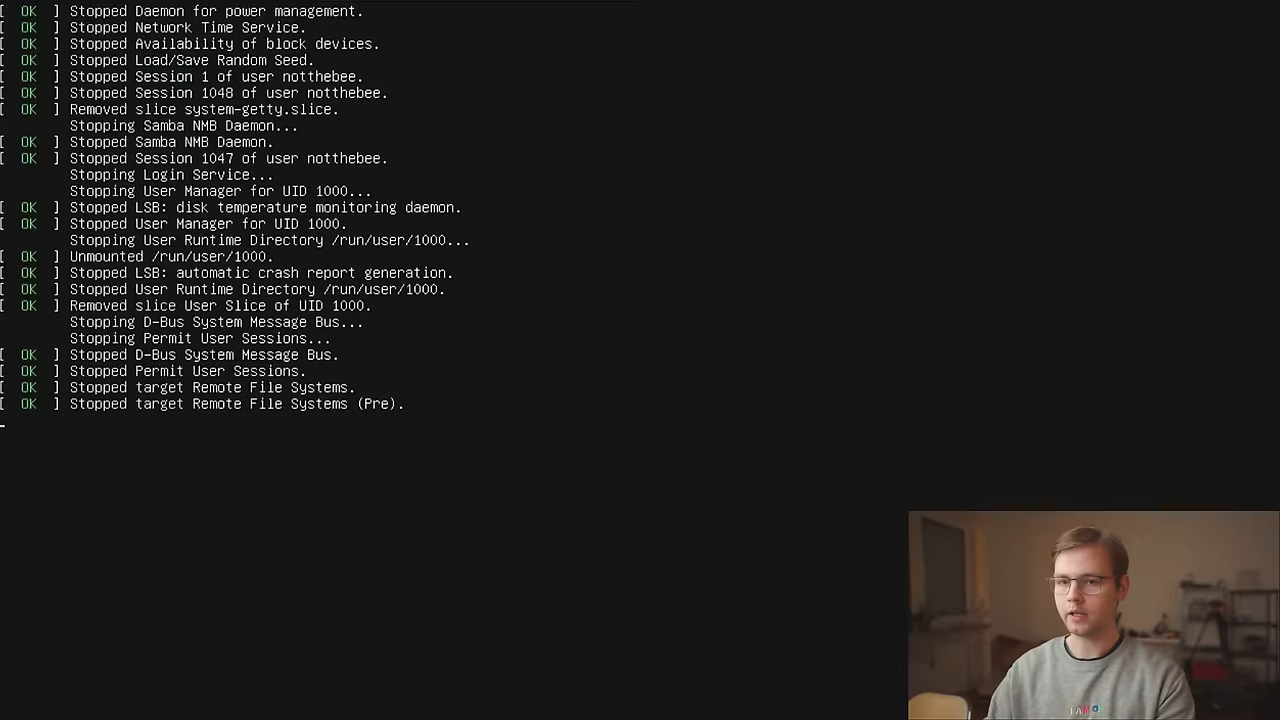 [  OK  ] Stopped Daemon for power management.
[  OK  ] Stopped Network Time Service.
[  OK  ] Stopped Availability of block devices.
[  OK  ] Stopped Load/Save Random Seed.
[  OK  ] Stopped Session 1 of user notthebee.
[  OK  ] Stopped Session 1048 of user notthebee.
[  OK  ] Removed slice system-getty.slice.
Stopping Samba NMB Daemon...
[  OK  ] Stopped Samba NMB Daemon.
[  OK  ] Stopped Session 1047 of user notthebee.
Stopping Login Service...
Stopping User Manager for UID 1000...
[  OK  ] Stopped LSB: disk temperature monitoring daemon.
[  OK  ] Stopped User Manager for UID 1000.
Stopping User Runtime Directory /run/user/1000...
[  OK  ] Unmounted /run/user/1000.
[  OK  ] Stopped LSB: automatic crash report generation.
[  OK  ] Stopped User Runtime Directory /run/user/1000.
[  OK  ] Removed slice User Slice of UID 1000.
Stopping D-Bus System Message Bus...
Stopping Permit User Sessions...
[  OK  ] Stopped D-Bus System Message Bus.
[  OK  ] Stopped Permit User Sessions.
[  OK  ] Stopped target Remote File Systems.
[  OK  ] Stopped target Remote File Systems (Pre).
I AM OK